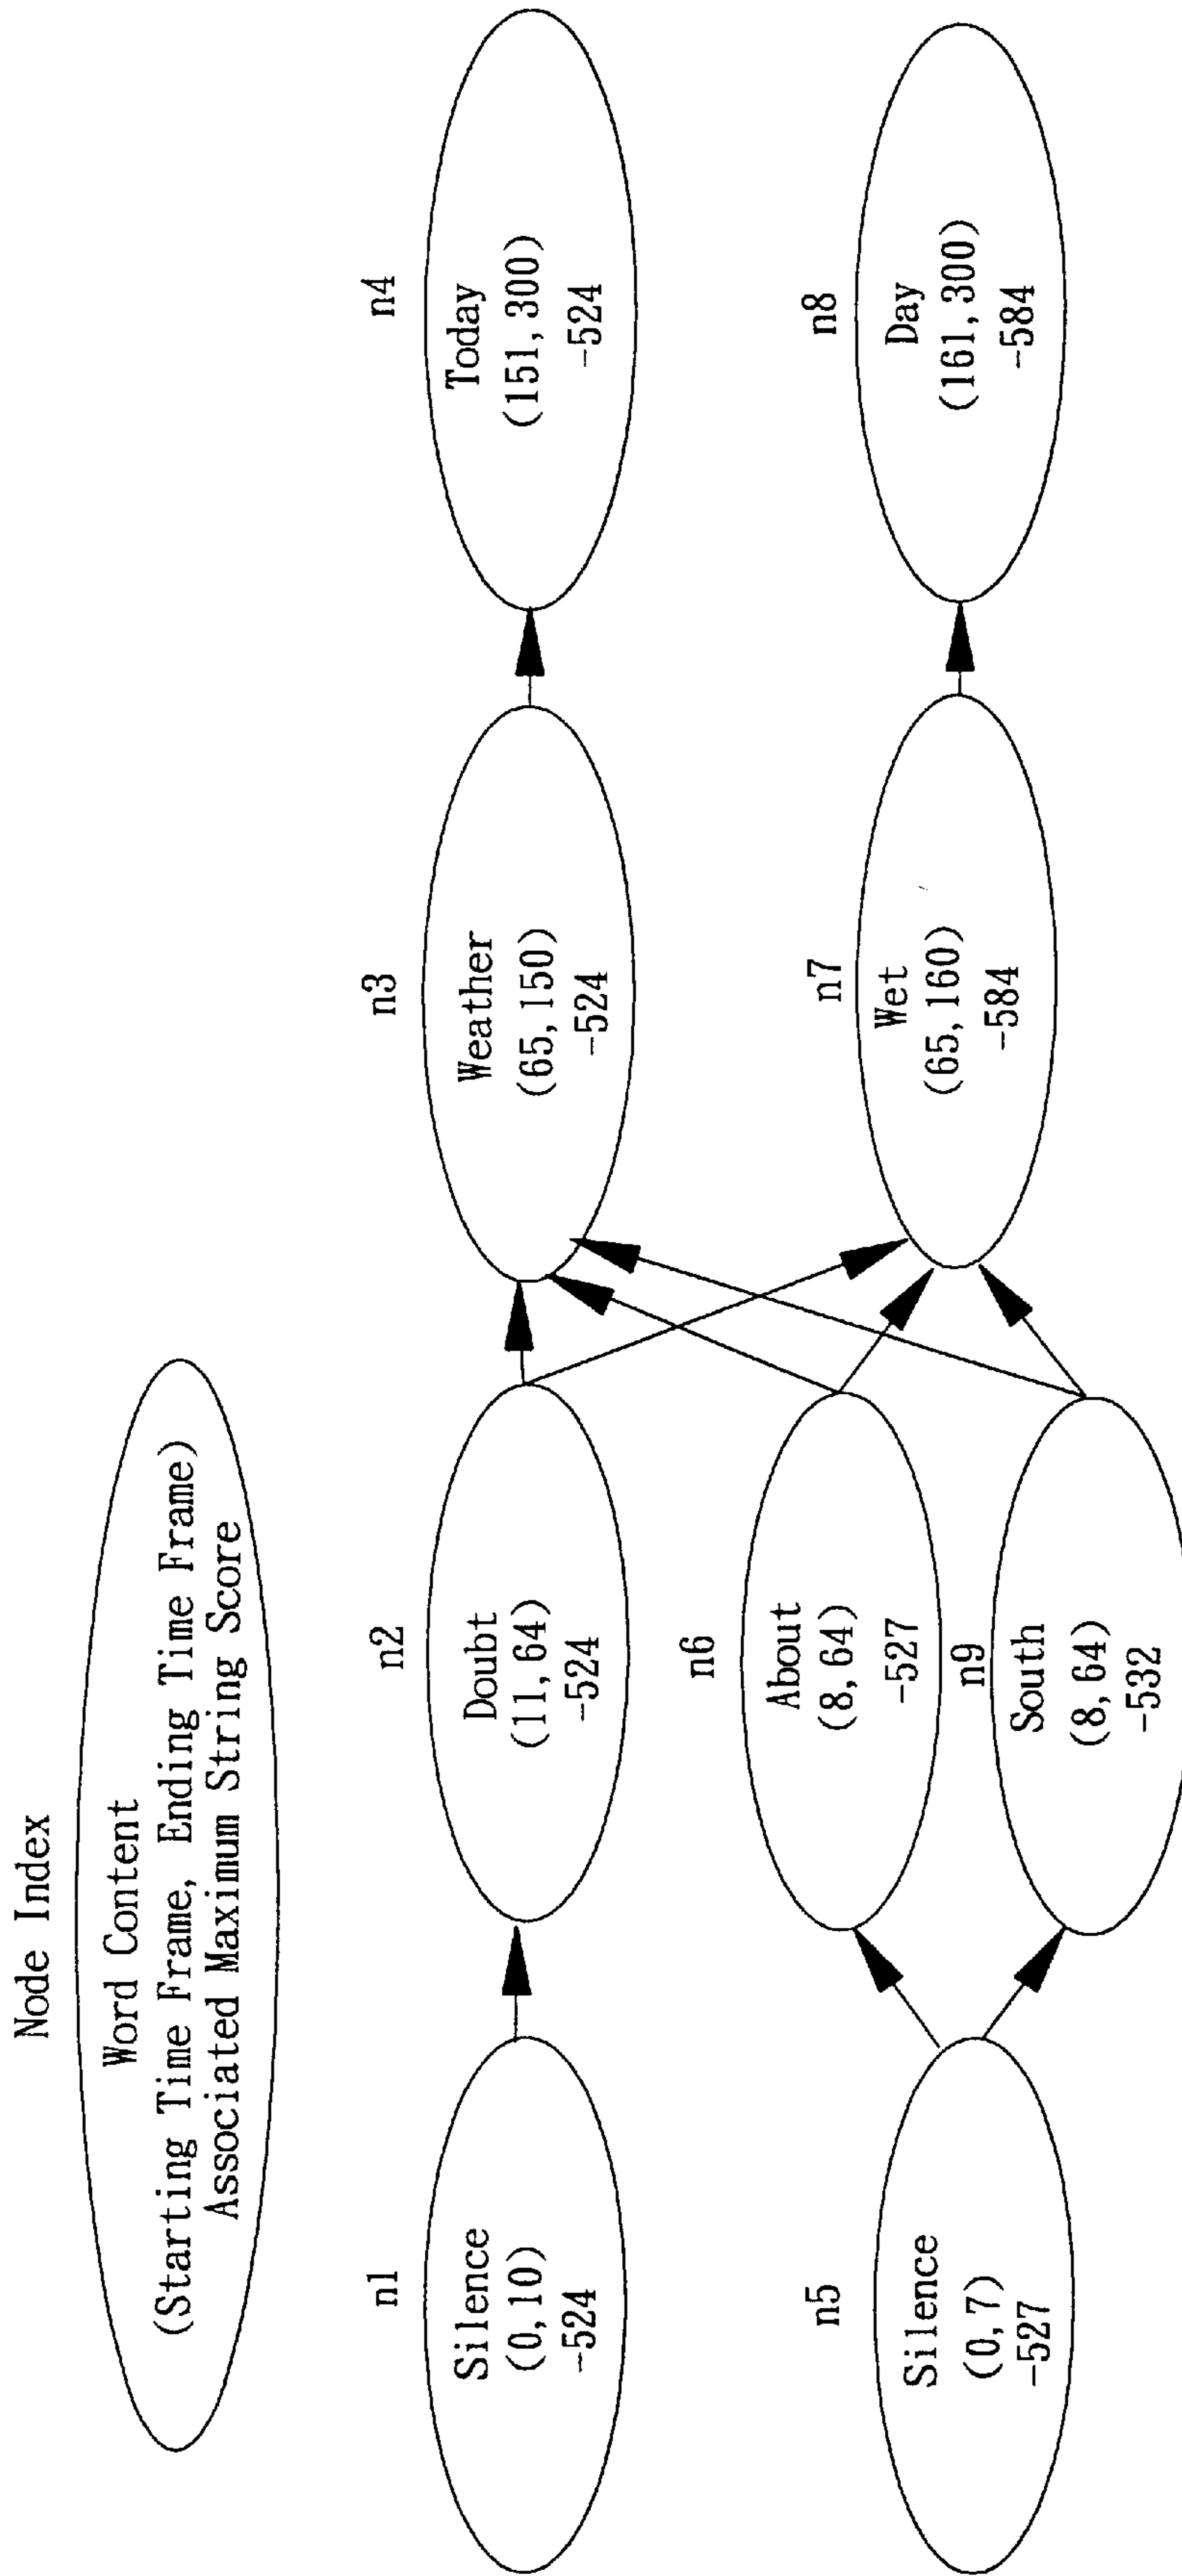 Node Index
Word Content
(Starting Time Frame, Ending Time Frame)
Associated Maximum String Score
n1
Silence
(0,10)
-524
n2
Doubt
(11,64)
-524
n3
Weather
(65,150)
-524
n4
Today
(151,300)
-524
n5
Silence
(0,7)
-527
n6
About
(8,64)
-527
n9
South
(8,64)
-532
n7
Wet
(65,160)
-584
n8
Day
(161,300)
-584